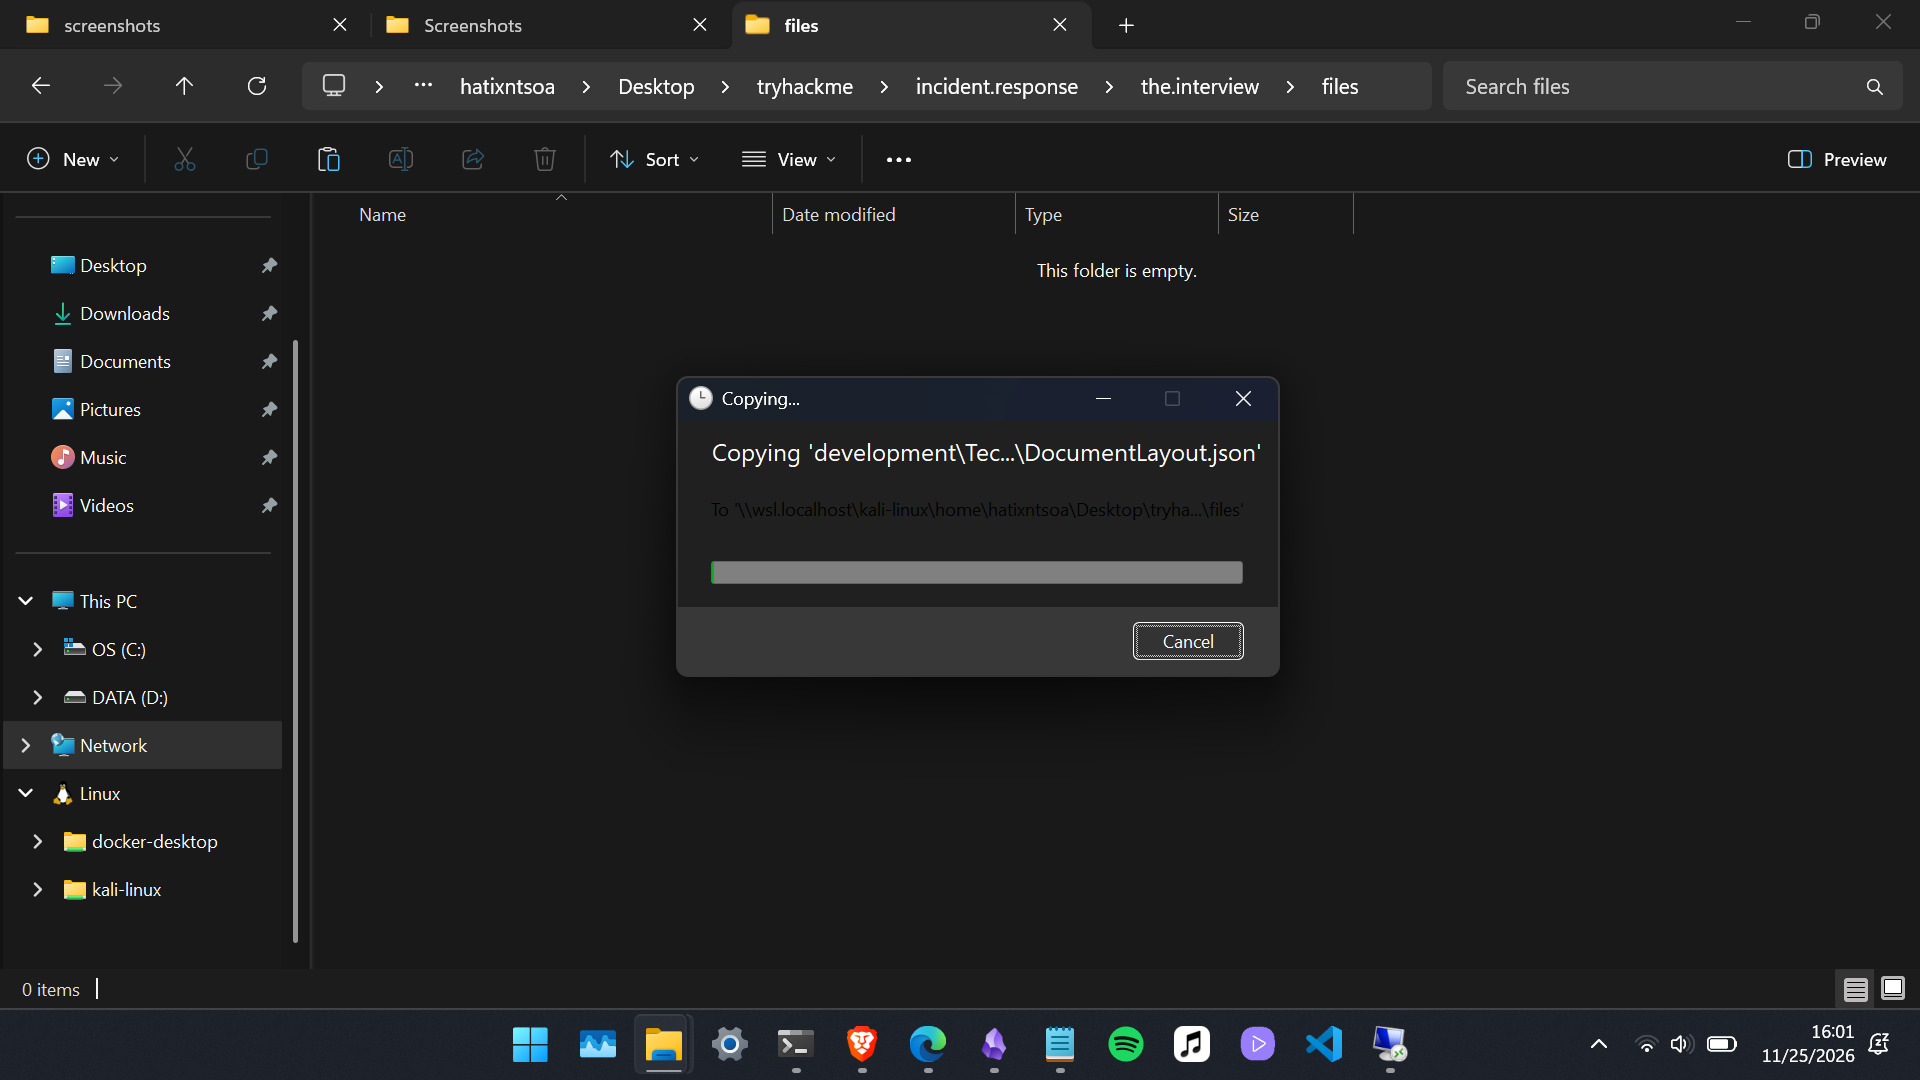 screenshots
Screenshots
files
hatixntsoa
Desktop
tryhackme
incident.response
the.interview
files
Search files
New
Sort
View
Preview
Name
Date modified
Type
Size
This folder is empty.
Desktop
Downloads
Documents
Pictures
Music
Videos
This PC
OS (C:)
DATA (D:)
Network
Linux
docker-desktop
kali-linux
Copying...
Copying 'development\Tec...\DocumentLayout.json'
To '\\wsl.localhost\kali-linux\home\hatixntsoa\Desktop\tryha...\files'
Cancel
0 items
16:01
11/25/2026